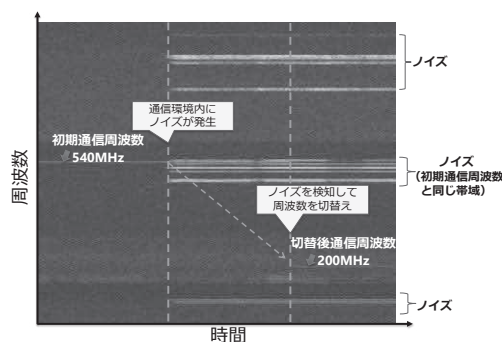 ノイズ
通信環境内に
ノイズが発生
初期通信周波数
540MHz
周波数
ノイズ
(初期通信周波数
と同じ帯域)
ノイズを検知して
周波数を切替え
切替後通信周波数
200MHz
ノイズ
時間